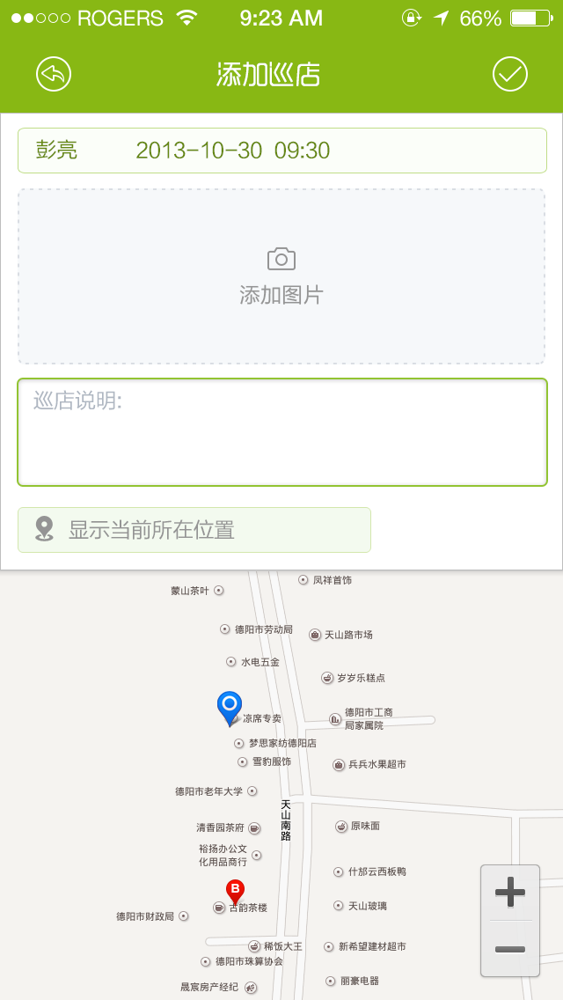 ROGERS 9:23 AM 66%
添加巡店
彭亮 2013-10-30 09:30
添加图片
巡店说明:
显示当前所在位置
凤祥首饰
蒙山茶叶
德阳市劳动局
天山路市场
水电五金
岁岁乐糕点
德阳市工商
局家属院
凉席专卖
梦思家纺德阳店
雪豹服饰
兵兵水果超市
德阳市老年大学
天山南路
清香园茶府
原味面
裕扬办公文
化用品商行
什邡云西板鸭
B
古韵茶楼
天山玻璃
德阳市财政局
稀饭大王
新希望建材超市
德阳市珠算协会
丽豪电器
晟宸房产经纪